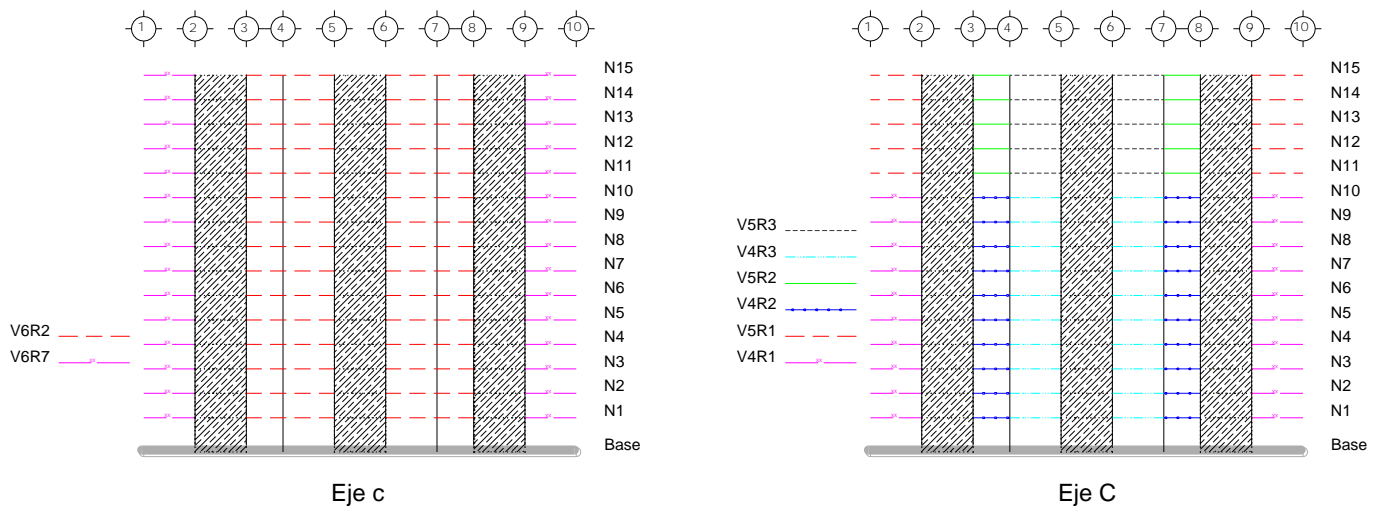 1 2 3 4 5 6 7 8 9 10
N15
N14
N13
N12
N11
N10
N9
N8
N7
N6
N5
N4
N3
N2
N1
Base
V6R2
V6R7
Eje c
1 2 3 4 5 6 7 8 9 10
N15
N14
N13
N12
N11
N10
N9
N8
N7
N6
N5
N4
N3
N2
N1
Base
V5R3
V4R3
V5R2
V4R2
V5R1
V4R1
Eje C